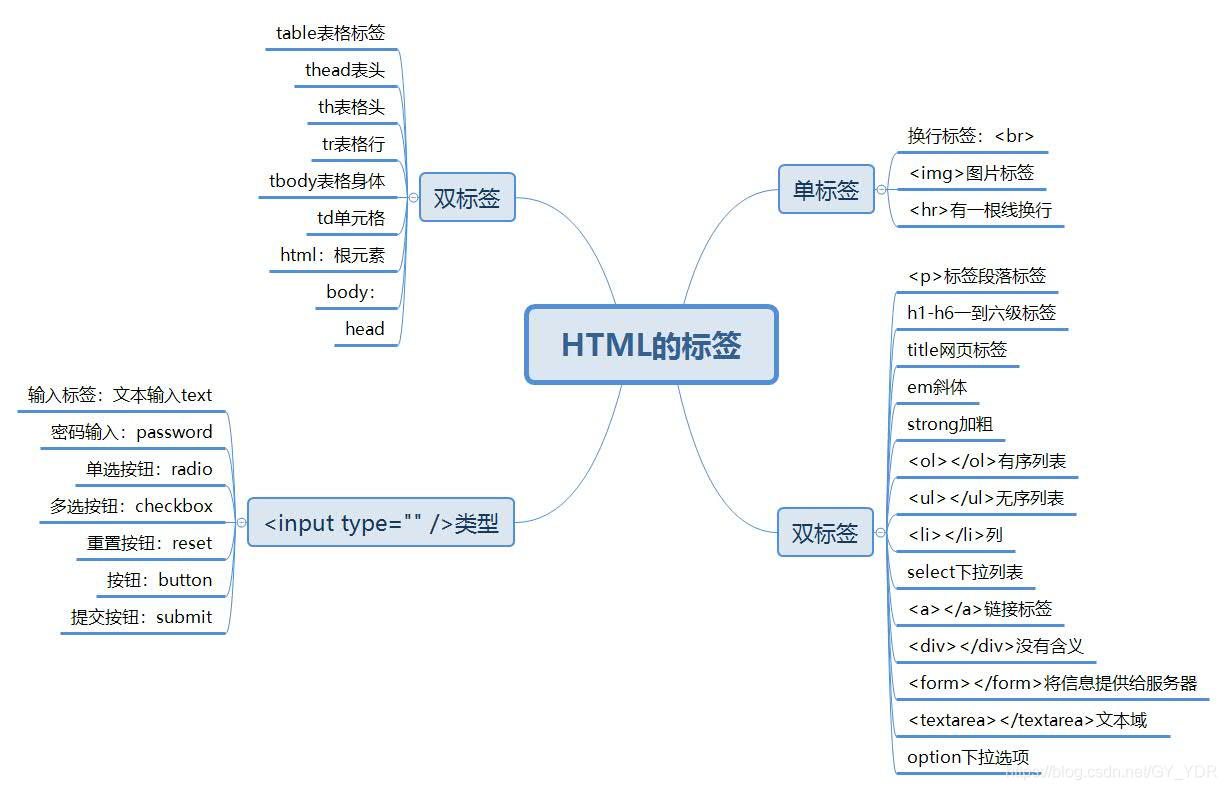 HTML的标签
单标签
换行标签：<br>
<img>图片标签
<hr>有一根线换行
双标签
<p>标签段落标签
h1-h6一到六级标签
title网页标签
em斜体
strong加粗
<ol></ol>有序列表
<ul></ul>无序列表
<li></li>列
select下拉列表
<a></a>链接标签
<div></div>没有含义
<form></form>将信息提供给服务器
<textarea></textarea>文本域
option下拉选项
双标签
table表格标签
thead表头
th表格头
tr表格行
tbody表格身体
td单元格
html：根元素
body：
head
<input type="" />类型
输入标签：文本输入text
密码输入：password
单选按钮：radio
多选按钮：checkbox
重置按钮：reset
按钮：button
提交按钮：submit
https://blog.csdn.net/GY_YDR